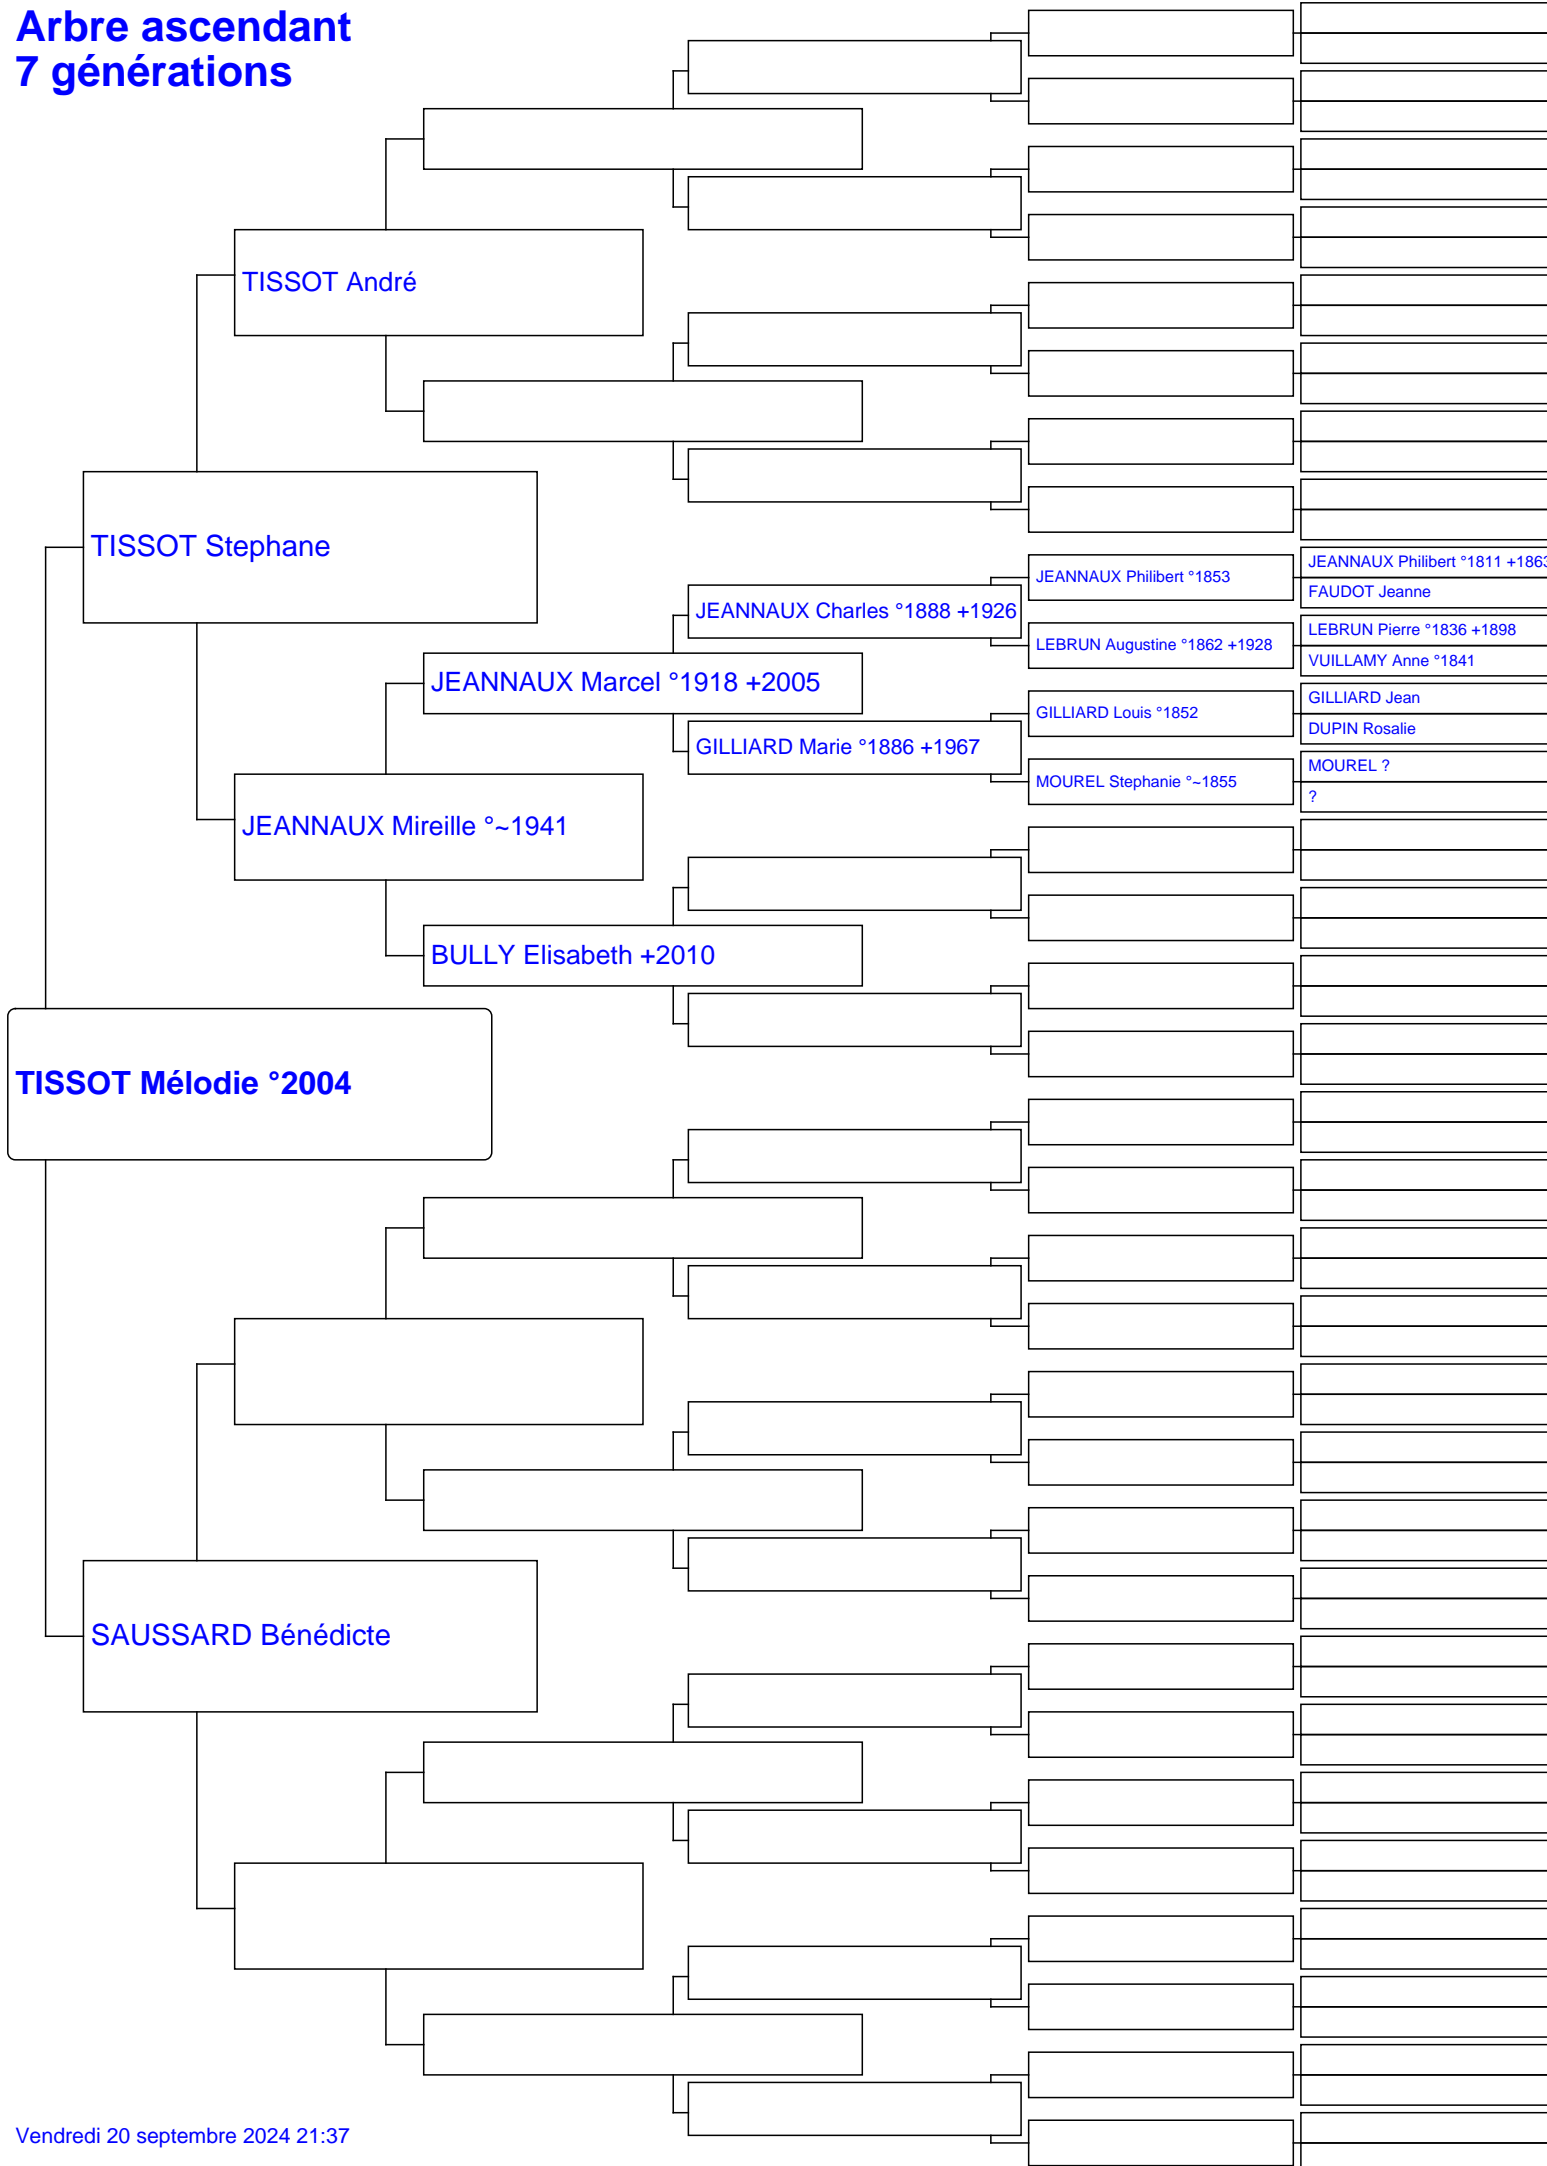 Arbre ascendant
7 générations
TISSOT André
TISSOT Stephane
JEANNAUX Philibert °1853
JEANNAUX Philibert °1811 +1863
FAUDOT Jeanne
JEANNAUX Charles °1888 +1926
LEBRUN Augustine °1862 +1928
LEBRUN Pierre °1836 +1898
VUILLAMY Anne °1841
JEANNAUX Marcel °1918 +2005
GILLIARD Louis °1852
GILLIARD Jean
DUPIN Rosalie
GILLIARD Marie °1886 +1967
MOUREL Stephanie °~1855
MOUREL ?
?
JEANNAUX Mireille °~1941
BULLY Elisabeth +2010
TISSOT Mélodie °2004
SAUSSARD Bénédicte
Vendredi 20 septembre 2024 21:37